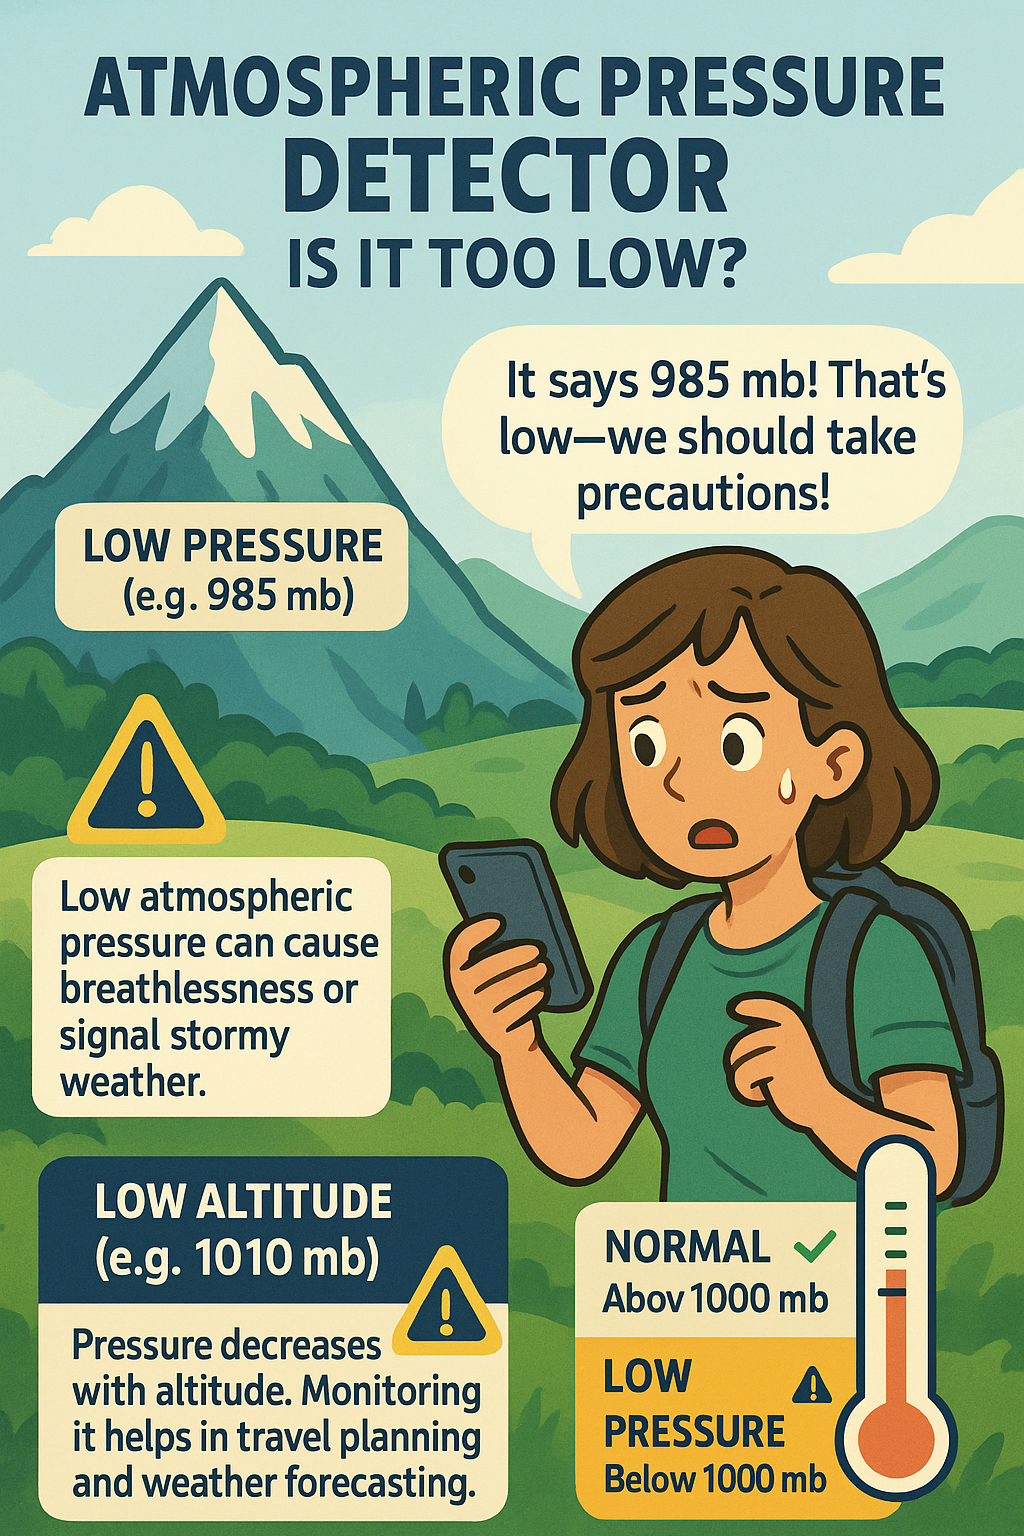 ATMOSPHERIC PRESSURE
DETECTOR
IS IT TOO LOW?
It says 985 mb! That's
low—we should take
precautions!
LOW PRESSURE
(e.g. 985 mb)
Low atmospheric
pressure can cause
breathlessness or
signal stormy
weather.
LOW ALTITUDE
(e.g. 1010 mb)
Pressure decreases
with altitude. Monitoring
it helps in travel planning
and weather forecasting.
NORMAL
Abov 1000 mb
LOW
PRESSURE
Below 1000 mb